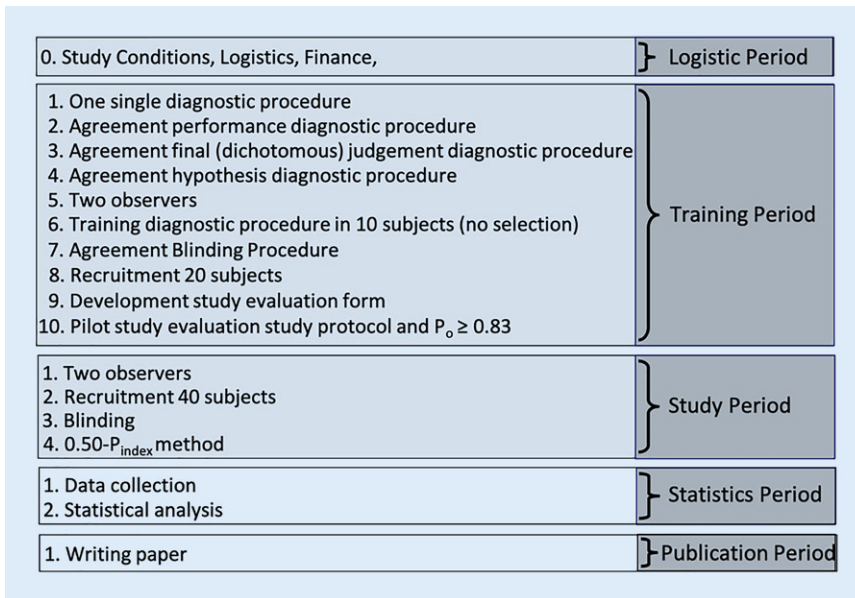 0. Study Conditions, Logistics, Finance,
Logistic Period
1. One single diagnostic procedure
2. Agreement performance diagnostic procedure
3. Agreement final (dichotomous) judgement diagnostic procedure
4. Agreement hypothesis diagnostic procedure
5. Two observers
6. Training diagnostic procedure in 10 subjects (no selection)
7. Agreement Blinding Procedure
8. Recruitment 20 subjects
9. Development study evaluation form
10. Pilot study evaluation study protocol and Po ≥ 0.83
Training Period
1. Two observers
2. Recruitment 40 subjects
3. Blinding
4. 0.50-Pindex method
Study Period
1. Data collection
2. Statistical analysis
Statistics Period
1. Writing paper
Publication Period